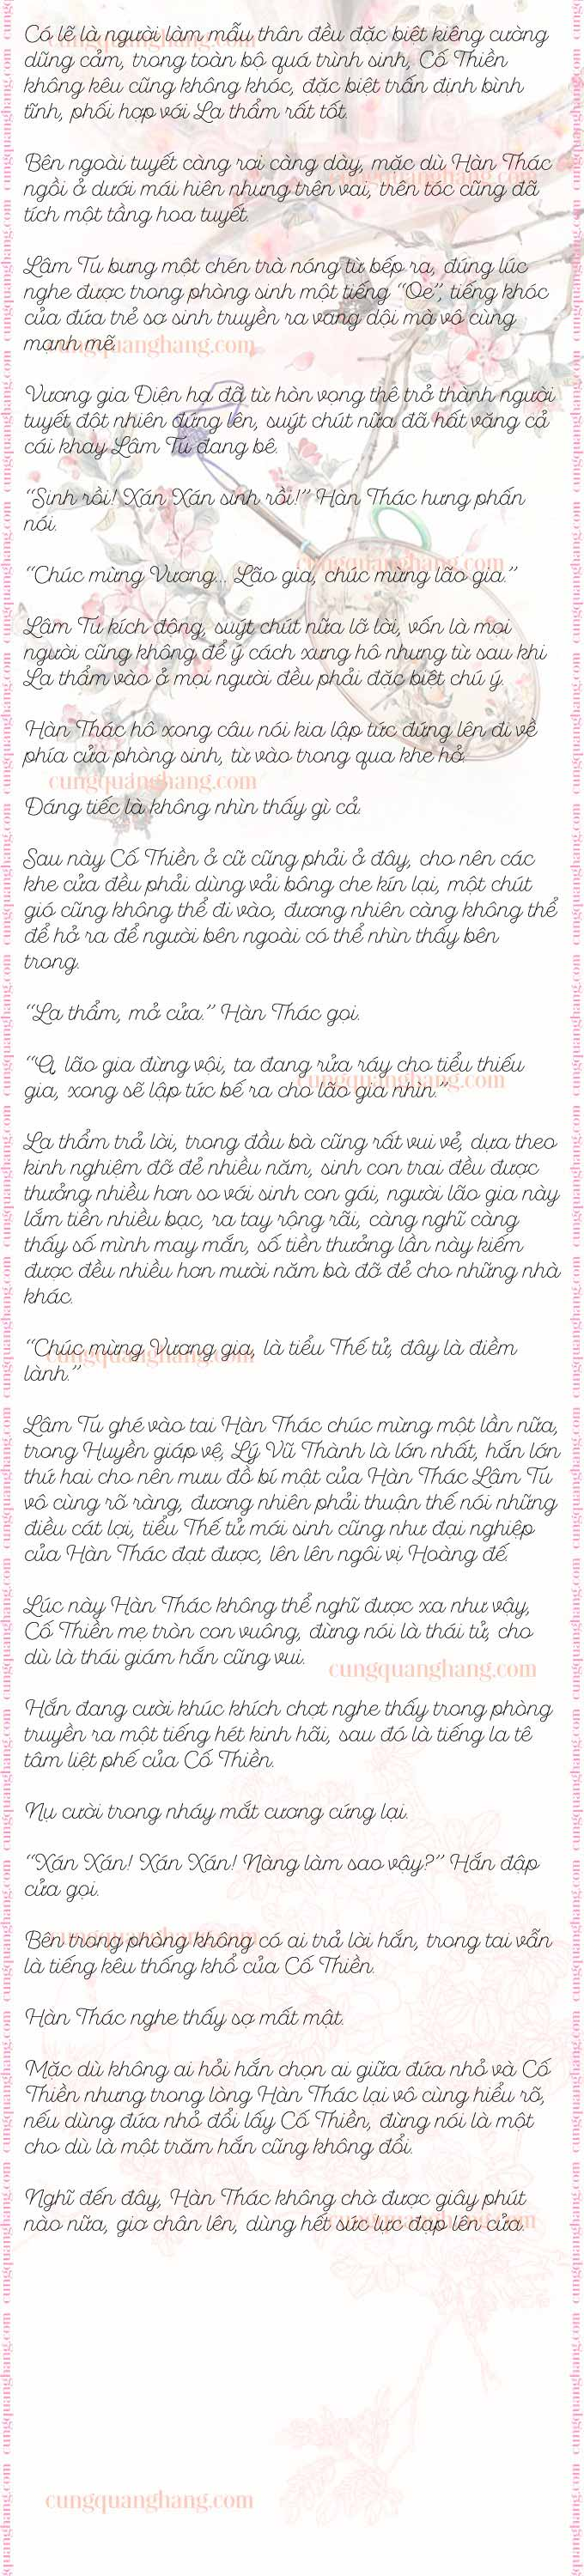 Có lẽ là người làm mẫu thân đều đặc biệt kiêng cường
dũng cảm, trong toàn bộ quá trình sinh, Cố Thiền
không kêu cũng không khóc, đặc biệt trấn định bình
tĩnh, phối hợp với La thẩm rất tốt.
Bên ngoài tuyết càng rơi càng dày, mặc dù Hàn Thác
ngồi ở dưới mái hiên nhưng trên vai, trên tóc cũng đã
tích một tầng hoa tuyết.
Lâm Tu bưng một chén trà nóng từ bếp ra, đúng lúc
nghe được trong phòng sinh một tiếng “Oe”, tiếng khóc
của đứa trẻ sơ sinh truyền ra vang dội mà vô cùng
mạnh mẽ.
Vương gia Điện hạ đã từ hòn vọng thê trở thành người
tuyết đột nhiên đứng lên, suýt chút nữa đã hất văng cả
cái khay Lâm Tu đang bê.
“Sinh rồi! Xán Xán sinh rồi!” Hàn Thác hưng phấn
nói.
“Chúc mừng Vương... Lão gia, chúc mừng lão gia.”
Lâm Tu kích động, suýt chút nữa lỡ lời, vốn là mọi
người cũng không để ý cách xưng hô nhưng từ sau khi
La thẩm vào ở mọi người đều phải đặc biệt chú ý.
Hàn Thác hô xong câu nói kia lập tức đứng lên đi về
phía cửa phòng sinh, từ vào trong qua khe hở.
Đáng tiếc là không nhìn thấy gì cả.
Sau này Cố Thiền ở cữ cũng phải ở đây, cho nên các
khe cửa đều phải dùng vải bông che kín lại, một chút
gió cũng không thể đi vào, đương nhiên càng không thể
để hở ra để người bên ngoài có thể nhìn thấy bên
trong.
“La thẩm, mở cửa.” Hàn Thác gọi.
“Ơ, lão gia đừng vội, ta đang rửa ráy cho tiểu thiếu
gia, xong sẽ lập tức bế ra cho lão gia nhìn.”
La thẩm trả lời, trong đầu bà cũng rất vui vẻ, dựa theo
kinh nghiệm đỡ đẻ nhiều năm, sinh con trai đều được
thưởng nhiều hơn so với sinh con gái, người lão gia này
lắm tiền nhiều bạc, ra tay rộng rãi, càng nghĩ càng
thấy số mình may mắn, số tiền thưởng lần này kiếm
được đều nhiều hơn mười năm bà đỡ đẻ cho những nhà
khác.
“Chúc mừng Vương gia, là tiểu Thế tử, đây là điềm
lành.”
Lâm Tu ghé vào tai Hàn Thác chúc mừng một lần nữa,
trong Huyền giáp vệ, Lý Vũ Thành là lớn nhất, hắn lớn
thứ hai cho nên mưu đồ bí mật của Hàn Thác Lâm Tu
vô cùng rõ ràng, đương nhiên phải thuận thế nói những
điều cát lợi, tiểu Thế tử mới sinh cũng như đại nghiệp
của Hàn Thác đạt được, lên lên ngôi vị Hoàng đế.
Lúc này Hàn Thác không thể nghĩ được xa như vậy,
Cố Thiền mẹ tròn con vuông, đừng nói là thái tử, cho
dù là thái giám hắn cũng vui.
Hắn đang cười khúc khích chợt nghe thấy trong phòng
truyền ra một tiếng hét kinh hãi, sau đó là tiếng la tê
tâm liệt phế của Cố Thiền.
Nụ cười trong nháy mắt cương cứng lại.
“Xán Xán! Xán Xán! Nàng làm sao vậy?” Hắn đập
cửa gọi.
Bên trong phòng không có ai trả lời hắn, trong tai vẫn
là tiếng kêu thống khổ của Cố Thiền.
Hàn Thác nghe thấy sợ mất mật.
Mặc dù không ai hỏi hắn chọn ai giữa đứa nhỏ và Cố
Thiền nhưng trong lòng Hàn Thác lại vô cùng hiểu rõ,
nếu dùng đứa nhỏ đổi lấy Cố Thiền, đừng nói là một
cho dù là một trăm hắn cũng không đổi.
Nghĩ đến đây, Hàn Thác không chờ được giây phút
nào nữa, giơ chân lên, dùng hết sức lực đạp lên cửa.
cungquanghang.com